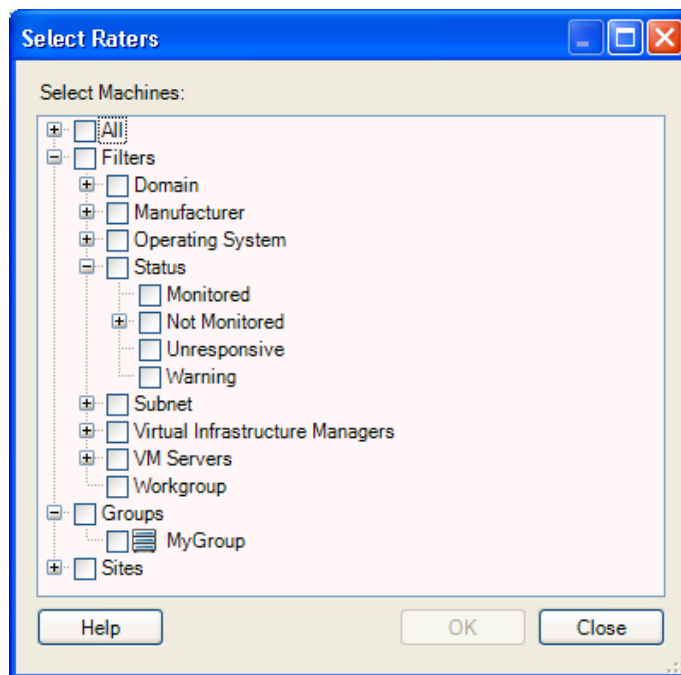 Select Raters
Select Machines:
All
Filters
Domain
Manufacturer
Operating System
Status
Monitored
Not Monitored
Unresponsive
Warning
Subnet
Virtual Infrastructure Managers
VM Servers
Workgroup
Groups
MyGroup
Sites
Help OK Close